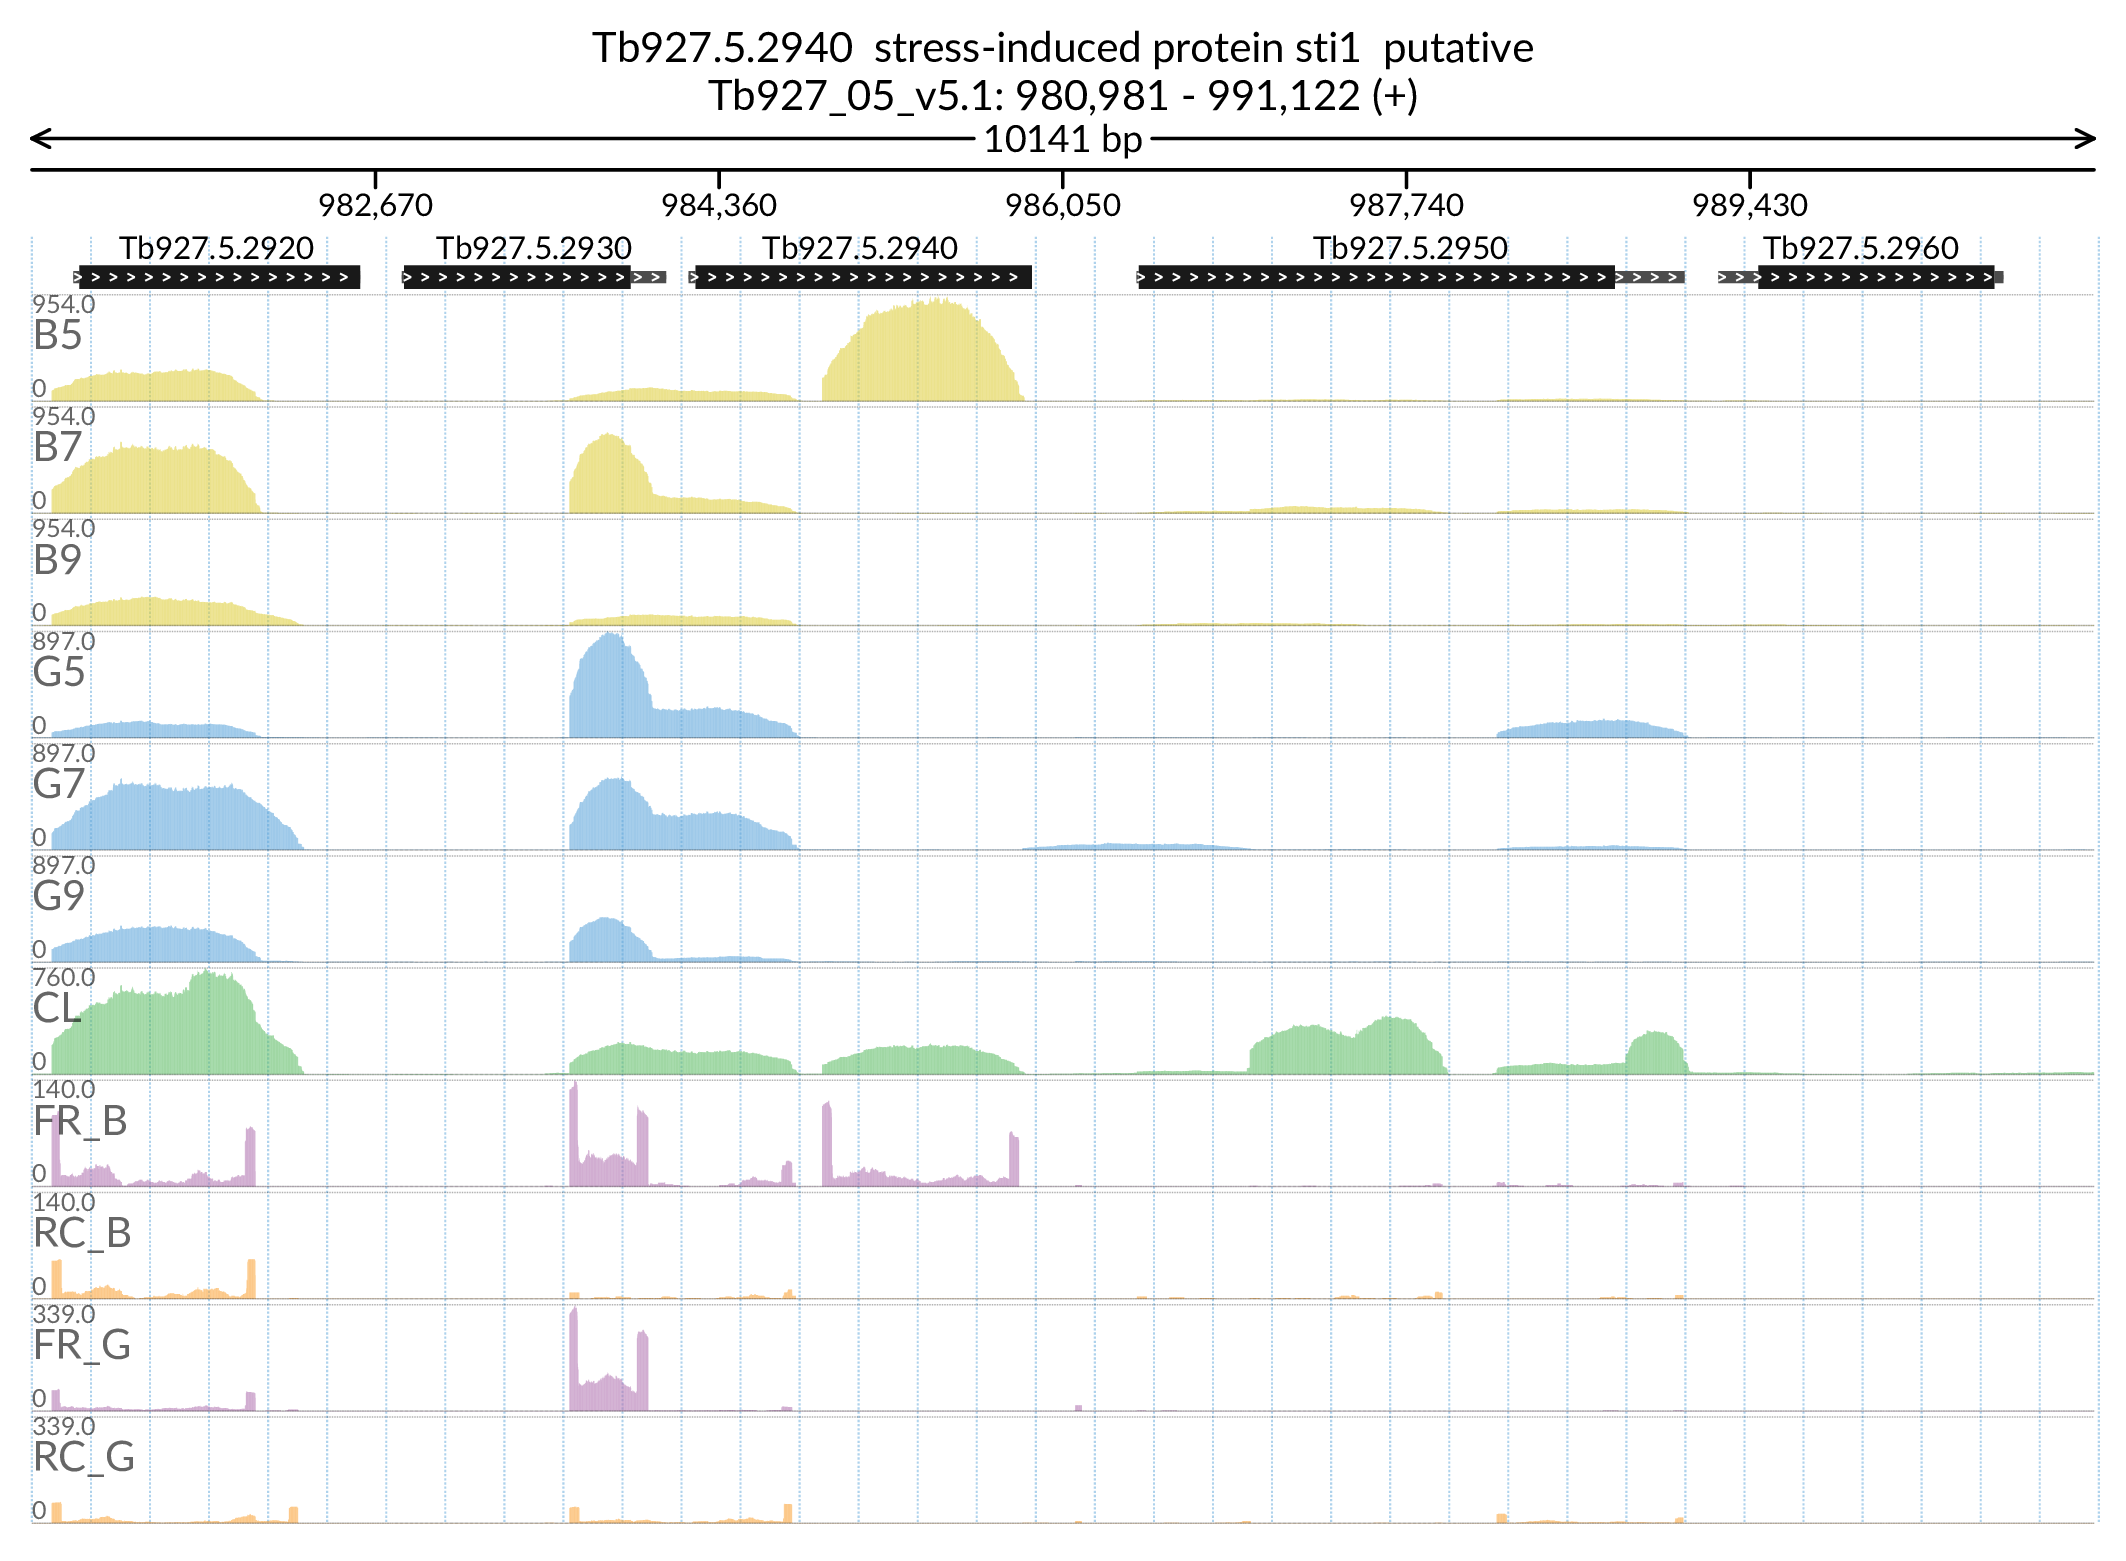 Tb927.5.2940  stress-induced protein sti1  putative
Tb927_05_v5.1: 980,981 - 991,122 (+)
10141 bp
982,670 984,360 986,050 987,740 989,430
Tb927.5.2920 Tb927.5.2930 Tb927.5.2940 Tb927.5.2950 Tb927.5.2960
954.0
B5
0
954.0
B7
0
954.0
B9
0
897.0
G5
0
897.0
G7
0
897.0
G9
0
760.0
CL
0
140.0
FR_B
0
140.0
RC_B
0
339.0
FR_G
0
339.0
RC_G
0